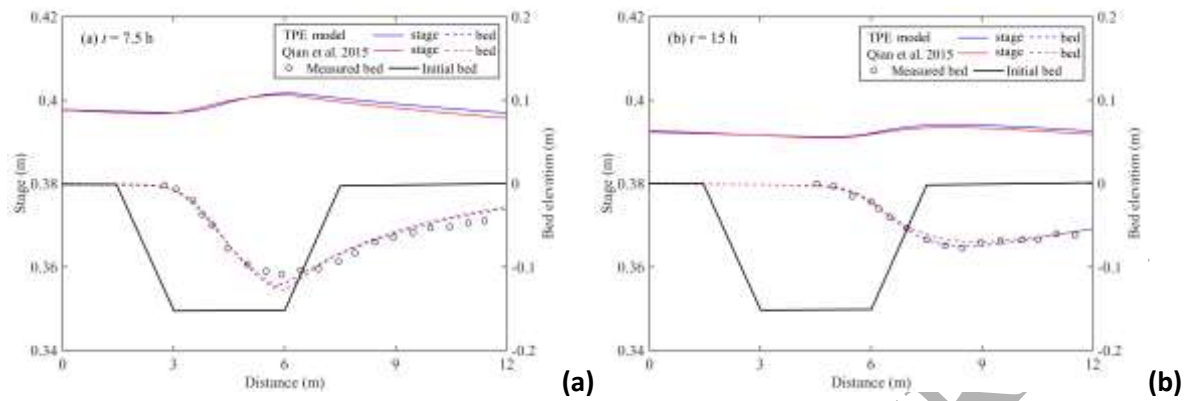 0.42
0.4
0.38
0.36
0.34
Stage (m)
(a) t = 7.5 h
TPE model stage bed
Qian et al. 2015 stage bed
Measured bed Initial bed
0.2
0.1
0
-0.1
-0.2
Bed elevation (m)
0 3 6 9 12
Distance (m)
(a)
0.42
0.4
0.38
0.36
0.34
Stage (m)
(b) t = 15 h
TPE model stage bed
Qian et al. 2015 stage bed
Measured bed Initial bed
0.2
0.1
0
-0.1
-0.2
Bed elevation (m)
0 3 6 9 12
Distance (m)
(b)